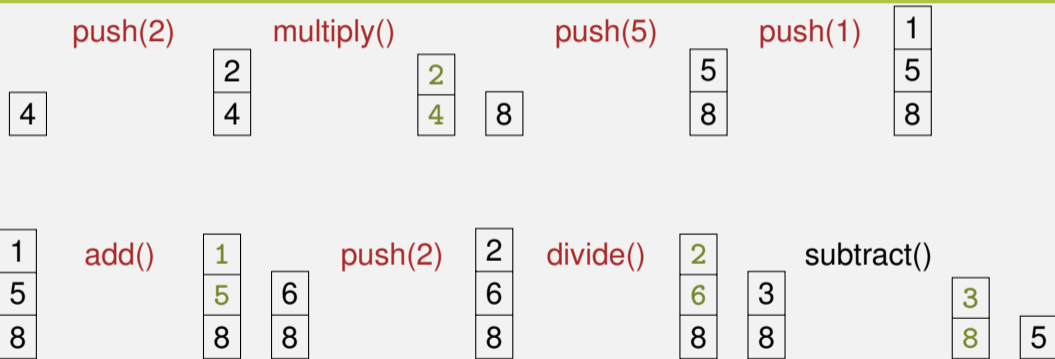 push(2) multiply() push(5) push(1) 1
2 2 5 5
4 4 4 8 8 8
1 add() 1 push(2) 2 divide() 2 subtract()
5 5 6 6 6 3 3
8 8 8 8 8 8 8 5